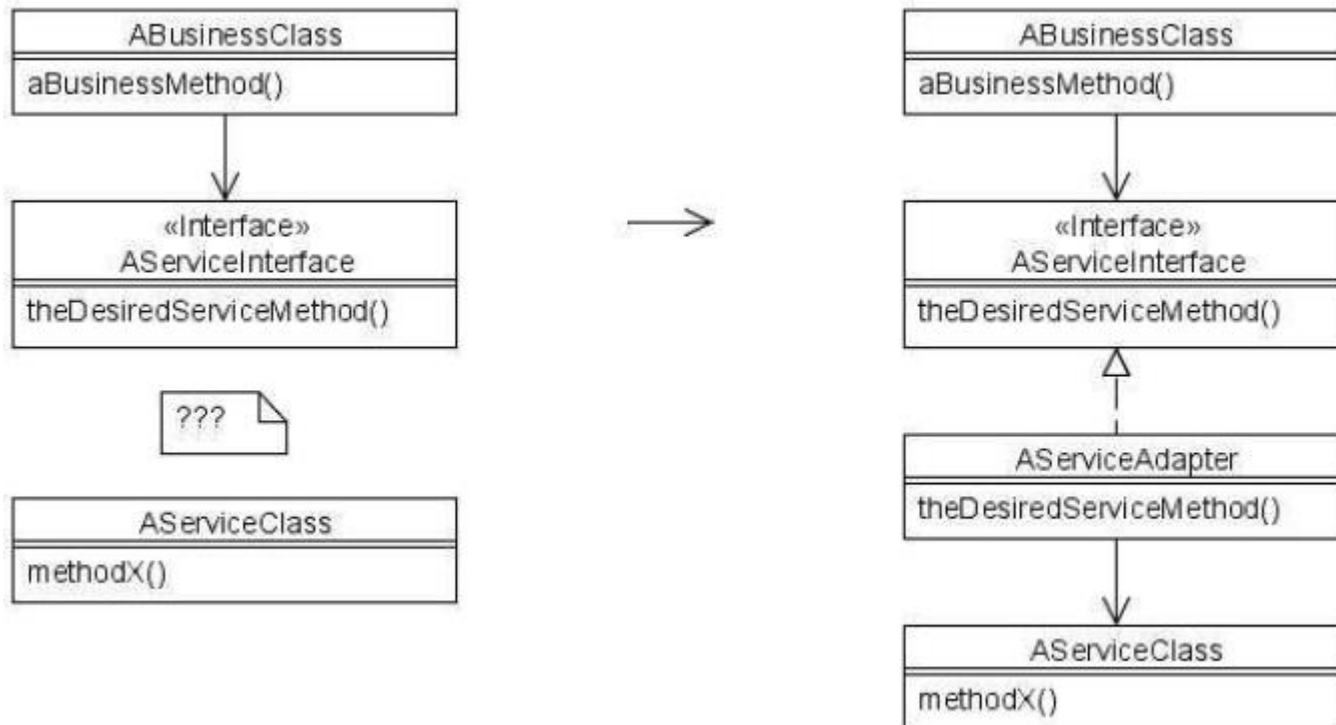 ABusinessClass
aBusinessMethod()
«Interface»
AServiceInterface
theDesiredServiceMethod()
???
AServiceClass
methodX()
ABusinessClass
aBusinessMethod()
«Interface»
AServiceInterface
theDesiredServiceMethod()
AServiceAdapter
theDesiredServiceMethod()
AServiceClass
methodX()